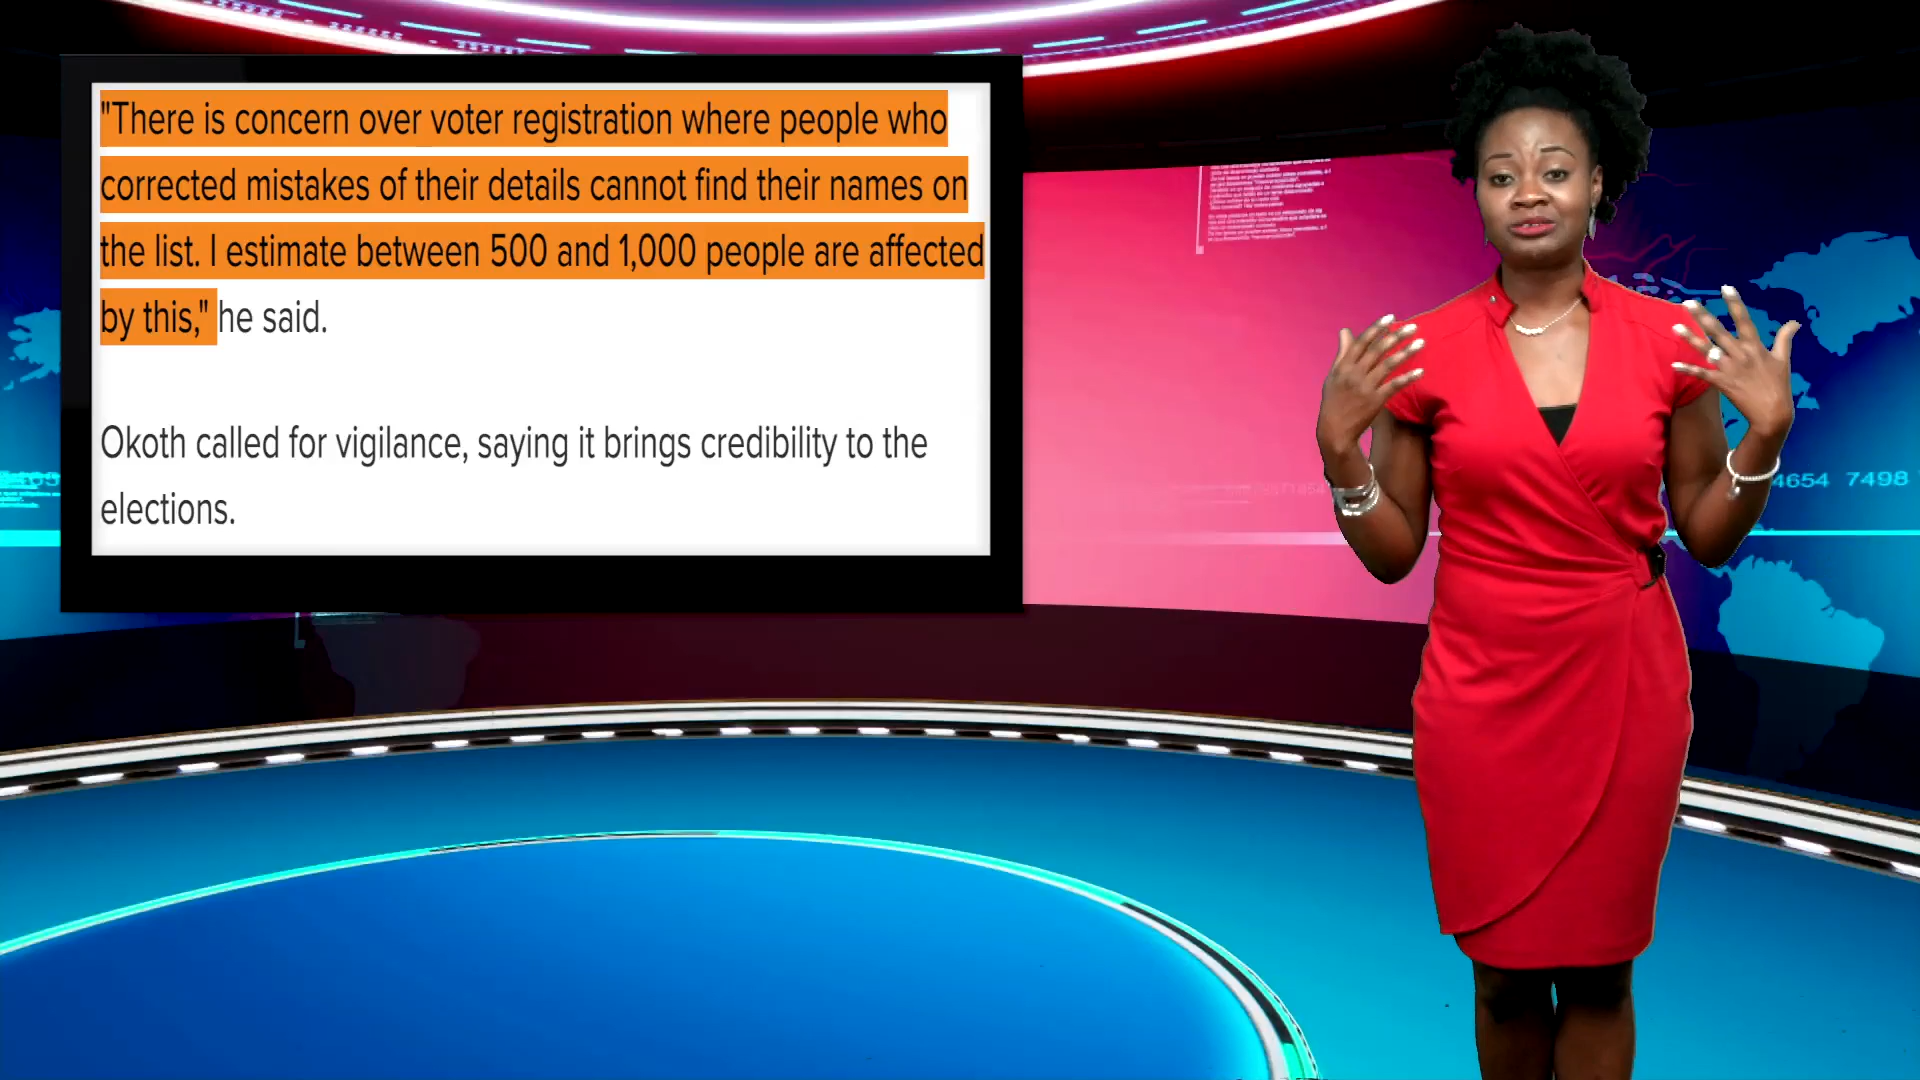 "There is concern over voter registration where people who
corrected mistakes of their details cannot find their names on
the list. I estimate between 500 and 1,000 people are affected
by this," he said.
Okoth called for vigilance, saying it brings credibility to the
elections.
4654 7498